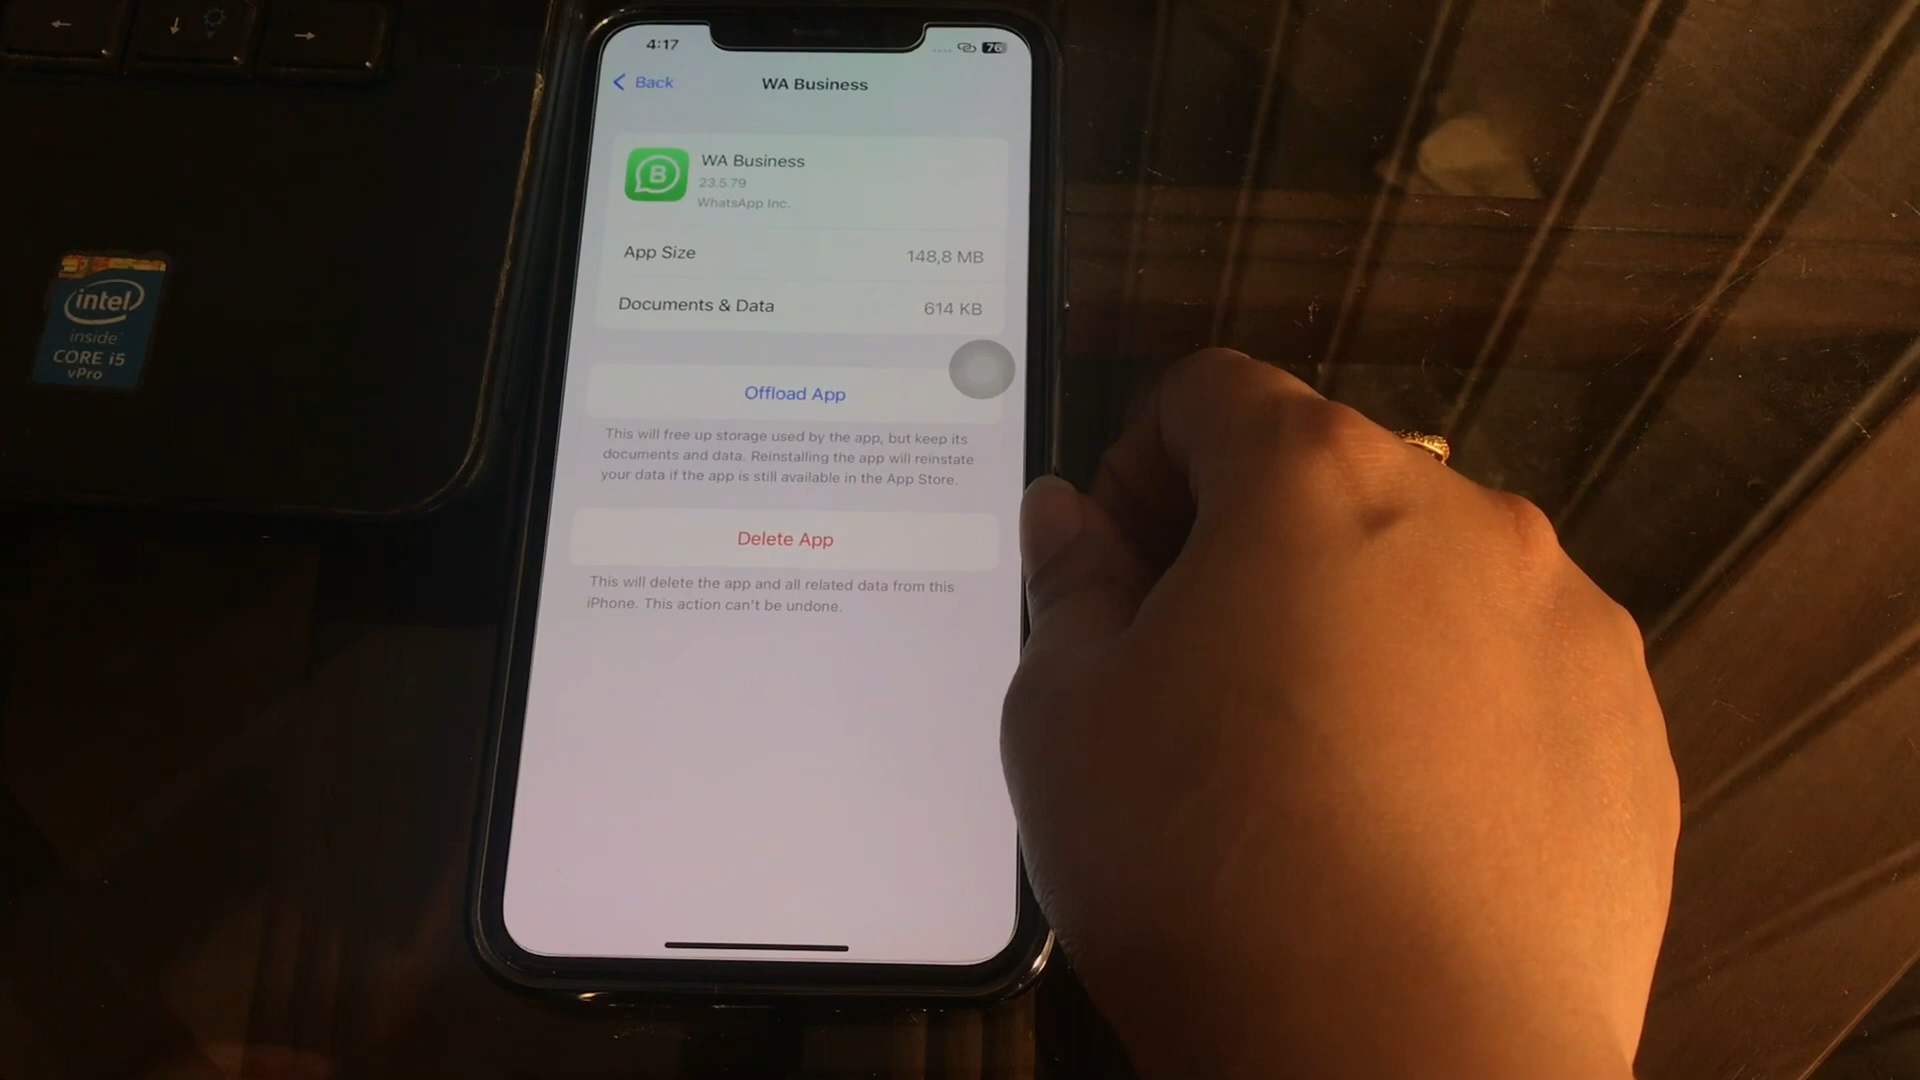 4:17
76
Back
WA Business
B
WA Business
23.5.79
WhatsApp Inc.
App Size
148,8 MB
Documents & Data
614 KB
Offload App
This will free up storage used by the app, but keep its
documents and data. Reinstalling the app will reinstate
your data if the app is still available in the App Store.
Delete App
This will delete the app and all related data from this
iPhone. This action can't be undone.
intel
inside™
CORE i5
vPro